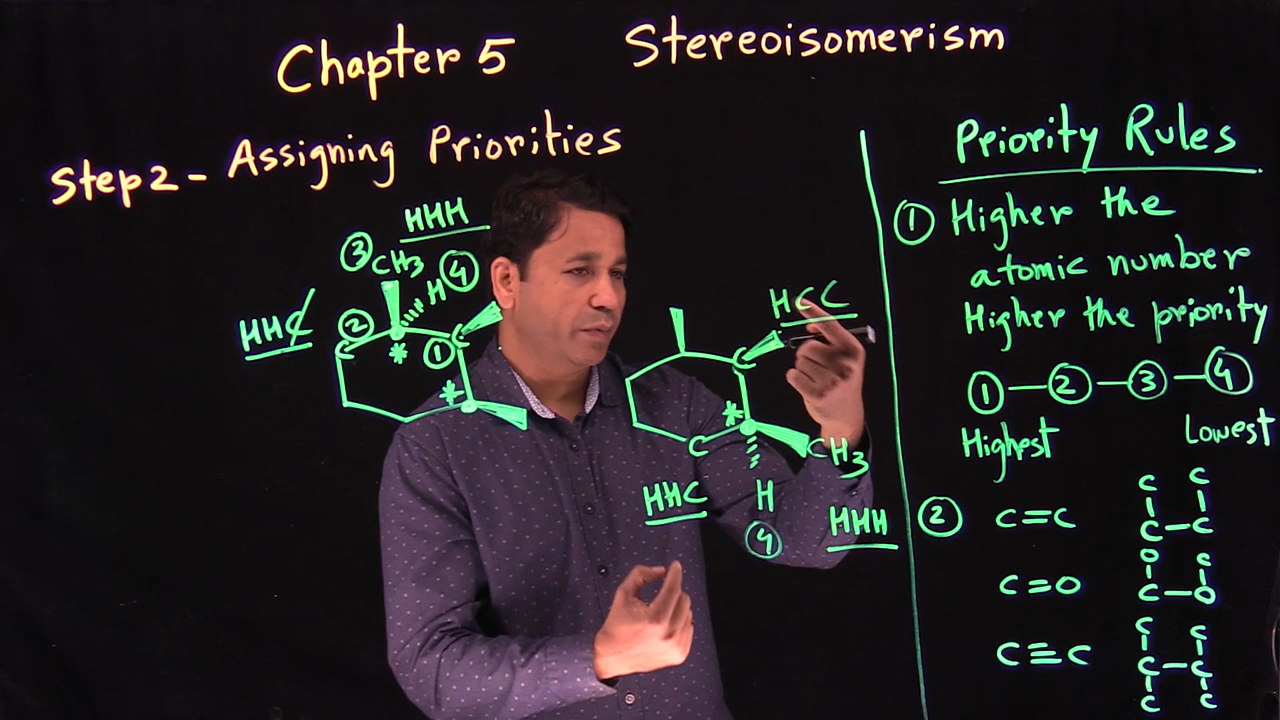 Chapter 5 Stereoisomerism
Step 2 - Assigning Priorities
HHH
③ CH3
H ④
HHC
②
C
C
①
*
*
HCC
C
*
C
CH3
HHC
H
④
HHH
Priority Rules
① Higher the
atomic number
Higher the priority
① — ② — ③ — ④
Highest Lowest
② C=C
C C
C-C
C=O
O C
C-O
C≡C
C C
C-C
C C